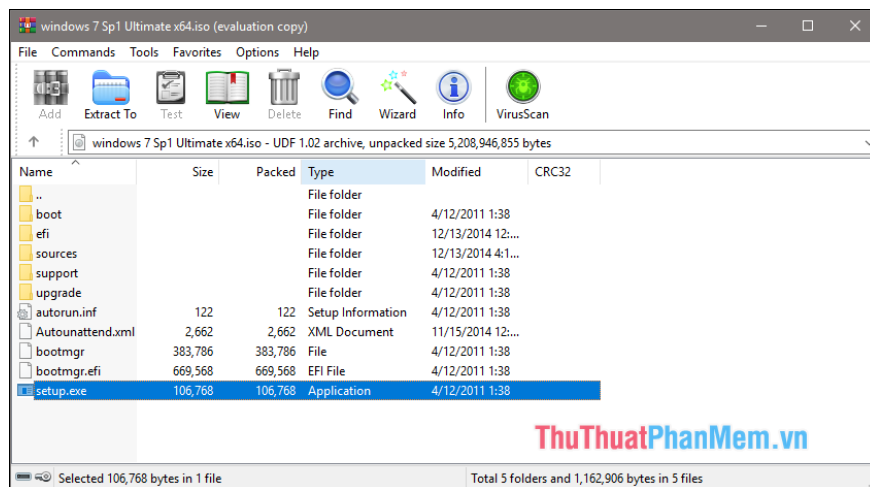 windows 7 Sp1 Ultimate x64.iso (evaluation copy)
File Commands Tools Favorites Options Help
Add Extract To Test View Delete Find Wizard Info VirusScan
windows 7 Sp1 Ultimate x64.iso - UDF 1.02 archive, unpacked size 5,208,946,855 bytes
Name Size Packed Type Modified CRC32
.. File folder
boot File folder 4/12/2011 1:38
efi File folder 12/13/2014 12:...
sources File folder 12/13/2014 4:1...
support File folder 4/12/2011 1:38
upgrade File folder 4/12/2011 1:38
autorun.inf 122 122 Setup Information 4/12/2011 1:38
Autounattend.xml 2,662 2,662 XML Document 11/15/2014 12:...
bootmgr 383,786 383,786 File 4/12/2011 1:38
bootmgr.efi 669,568 669,568 EFI File 4/12/2011 1:38
setup.exe 106,768 106,768 Application 4/12/2011 1:38
ThuThuatPhanMem.vn
Selected 106,768 bytes in 1 file Total 5 folders and 1,162,906 bytes in 5 files